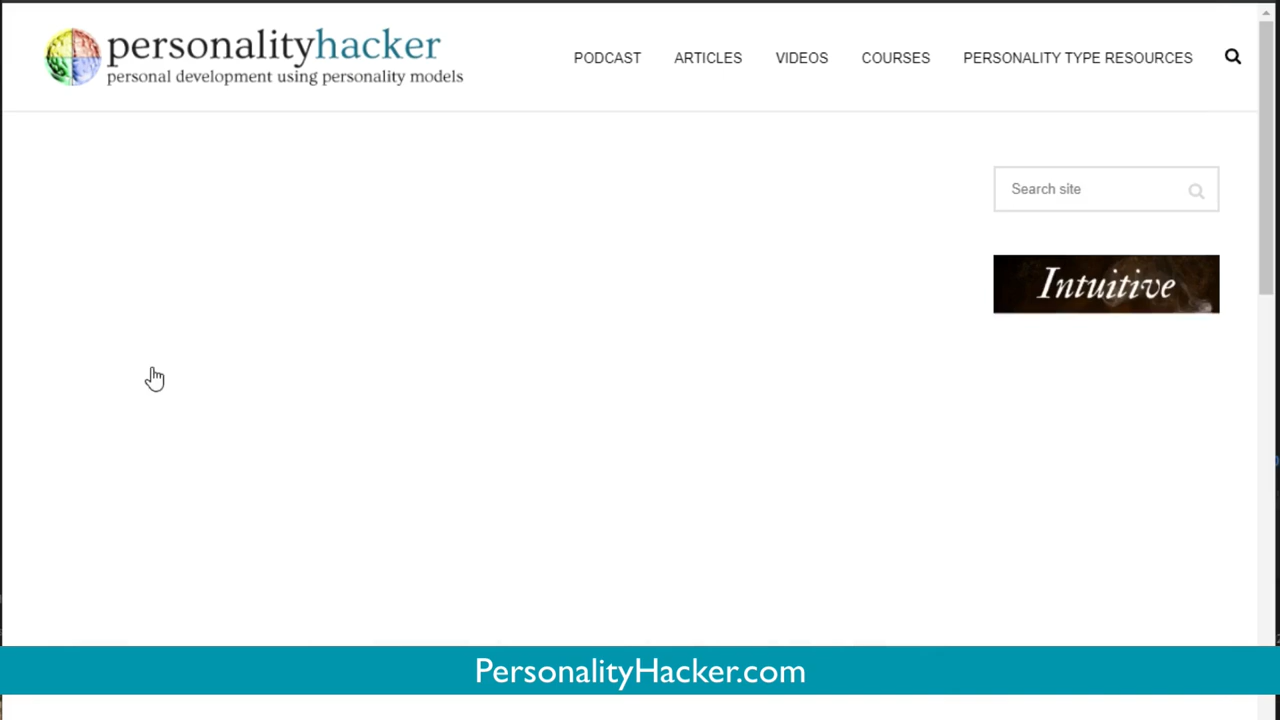 personalityhacker
personal development using personality models
PODCAST ARTICLES VIDEOS COURSES PERSONALITY TYPE RESOURCES
Search site
Intuitive
PersonalityHacker.com